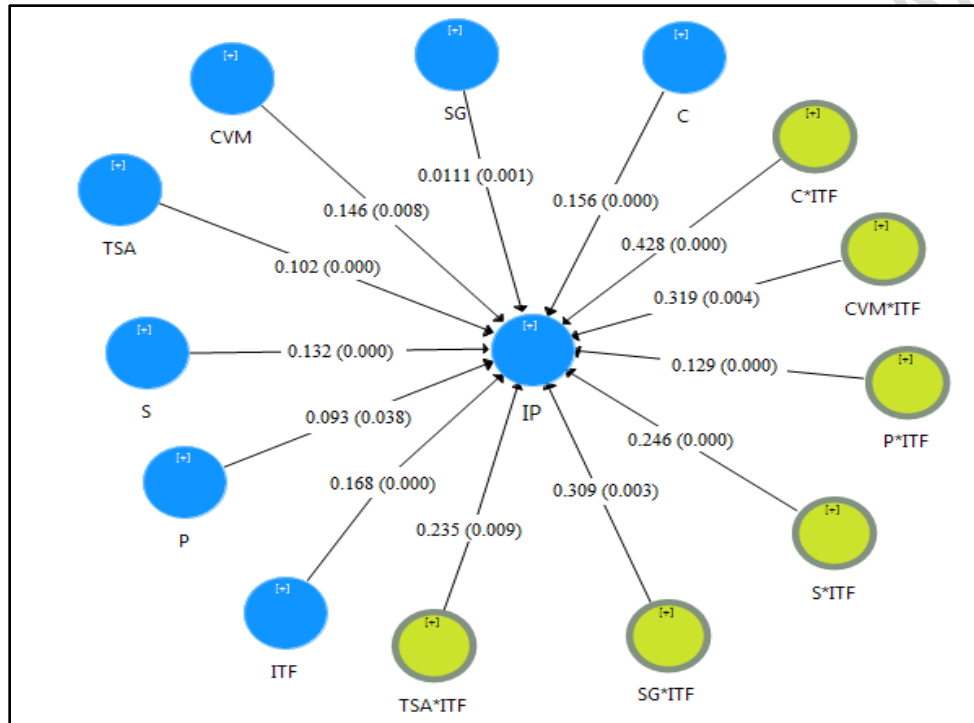 [+]
SG
[+]
C
[+]
CVM
[+]
C*ITF
[+]
TSA
[+]
CVM*ITF
[+]
S
[+]
IP
[+]
P*ITF
[+]
P
[+]
S*ITF
[+]
ITF
[+]
TSA*ITF
[+]
SG*ITF
0.0111 (0.001)
0.156 (0.000)
0.146 (0.008)
0.428 (0.000)
0.102 (0.000)
0.319 (0.004)
0.132 (0.000)
0.129 (0.000)
0.093 (0.038)
0.246 (0.000)
0.168 (0.000)
0.309 (0.003)
0.235 (0.009)